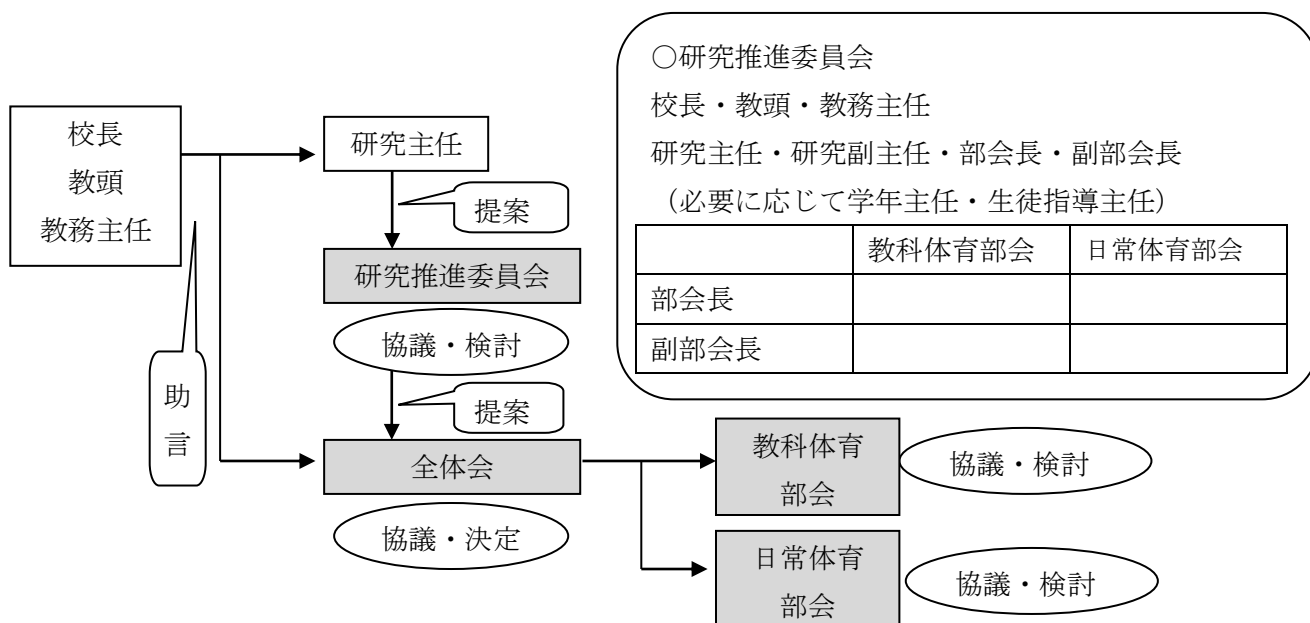 ○研究推進委員会
校長・教頭・教務主任
研究主任・研究副主任・部会長・副部会長
（必要に応じて学年主任・生徒指導主任）
教科体育部会 日常体育部会
部会長
副部会長
校長
教頭
教務主任
研究主任
提案
研究推進委員会
協議・検討
助
言
提案
全体会
協議・決定
教科体育
部会
協議・検討
日常体育
部会
協議・検討